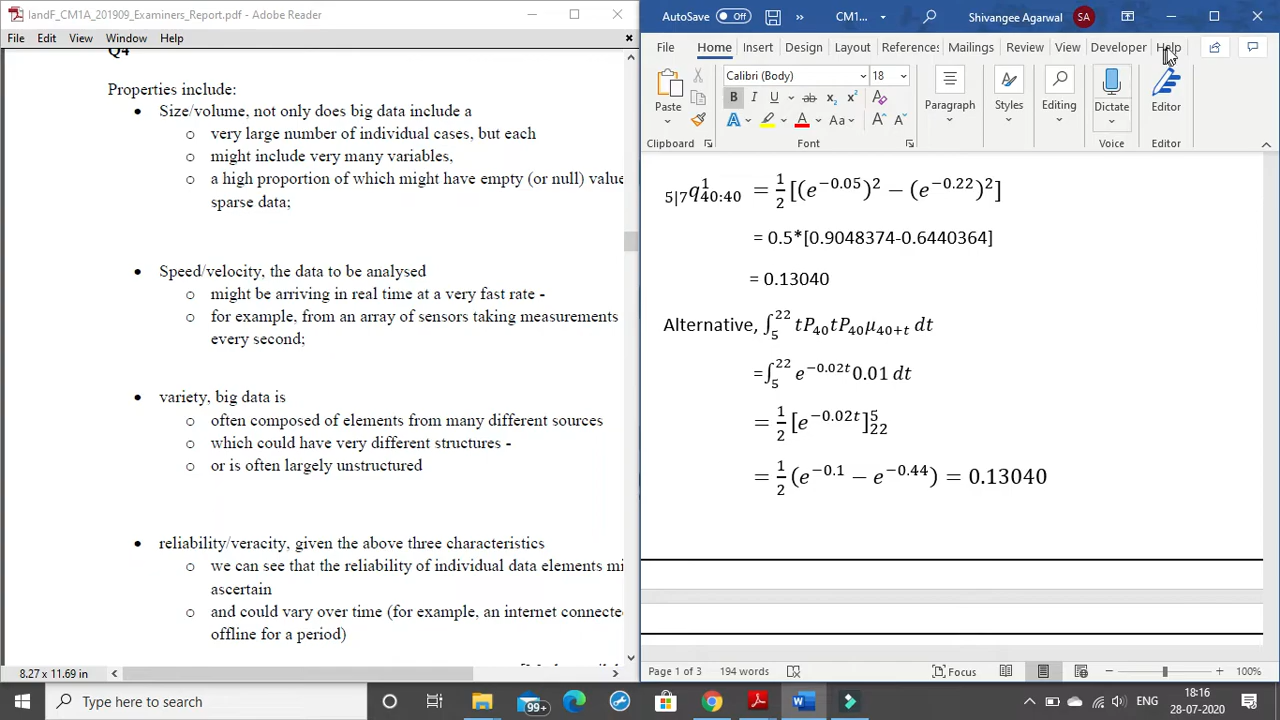 landF_CM1A_201909_Examiners_Report.pdf - Adobe Reader
File Edit View Window Help
Q4
Properties include:
• Size/volume, not only does big data include a
o very large number of individual cases, but each
o might include very many variables,
o a high proportion of which might have empty (or null) value
sparse data;
• Speed/velocity, the data to be analysed
o might be arriving in real time at a very fast rate -
o for example, from an array of sensors taking measurements
every second;
• variety, big data is
o often composed of elements from many different sources
o which could have very different structures -
o or is often largely unstructured
• reliability/veracity, given the above three characteristics
o we can see that the reliability of individual data elements mi
ascertain
o and could vary over time (for example, an internet connecte
offline for a period)
8.27 x 11.69 in
AutoSave Off » CM1... Shivangee Agarwal SA
File Home Insert Design Layout References Mailings Review View Developer Help
Paste
Calibri (Body) 18
B I U ab x₂ x² A
A A Aa A A
Paragraph Styles Editing Dictate Editor
Clipboard Font Voice Editor
₅|₇q¹₄₀:₄₀ = 1/2 [(e^−0.05)² − (e^−0.22)²]
= 0.5*[0.9048374-0.6440364]
= 0.13040
Alternative, ∫₅²² tP₄₀tP₄₀μ₄₀₊t dt
=∫₅²² e^−0.02t 0.01 dt
= 1/2 [e^−0.02t]⁵₂₂
= 1/2 (e^−0.1 − e^−0.44) = 0.13040
Page 1 of 3 194 words Focus 100%
Type here to search 99+ ENG 18:16
28-07-2020